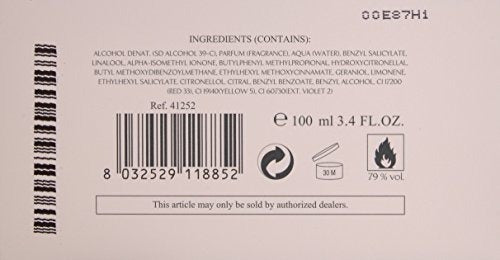 00E87H1
INGREDIENTS (CONTAINS):
ALCOHOL DENAT. (SD ALCOHOL 39-C), PARFUM (FRAGRANCE), AQUA (WATER), BENZYL SALICYLATE,
LINALOOL, ALPHA-ISOMETHYL IONONE, BUTYLPHENYL METHYLPROPIONAL, HYDROXYCITRONELLAL,
BUTYL METHOXYDIBENZOYLMETHANE, ETHYLHEXYL METHOXYCINNAMATE, GERANIOL, LIMONENE,
ETHYLHEXYL SALICYLATE, CITRONELLOL, CITRAL, BENZYL BENZOATE, BENZYL ALCOHOL, CI 17200
(RED 33), CI 19140(YELLOW 5), CI 60730(EXT. VIOLET 2)
Ref. 41252
℮ 100 ml 3.4 FL.OZ.
8 032529 118852
30 M
79 % vol.
This article may only be sold by authorized dealers.